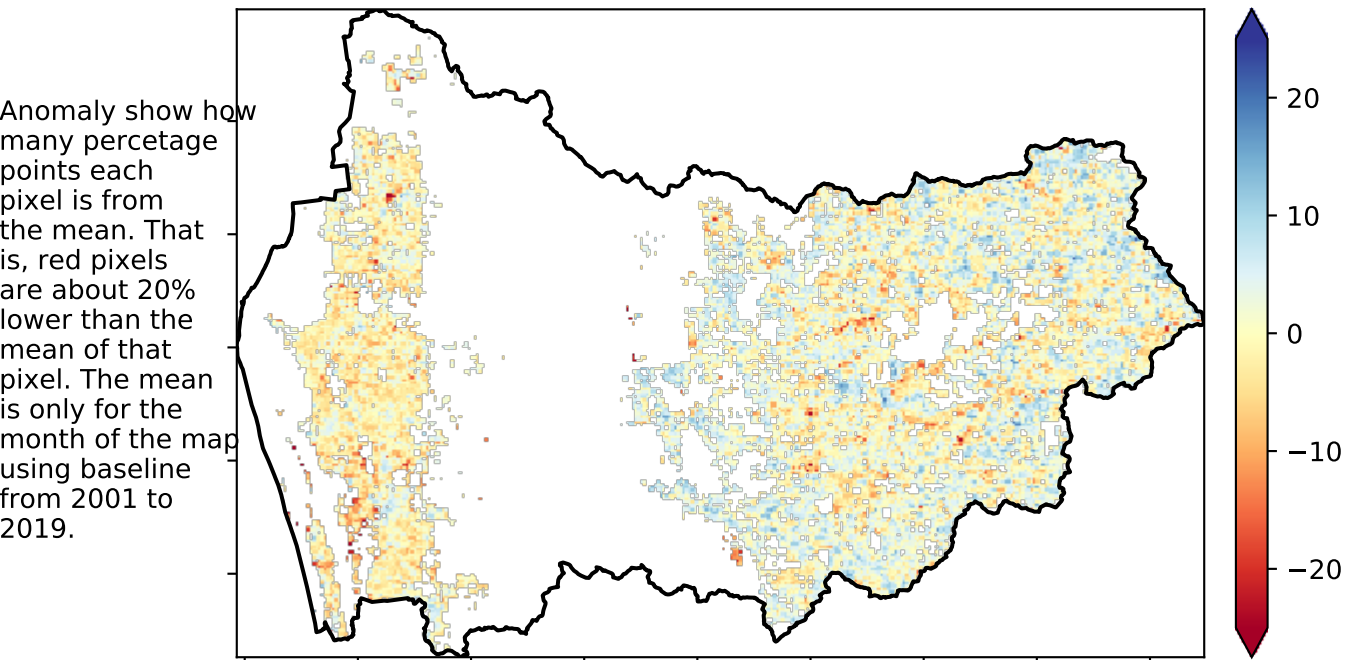 Anomaly show how
many percetage
points each
pixel is from
the mean. That
is, red pixels
are about 20%
lower than the
mean of that
pixel. The mean
is only for the
month of the map
using baseline
from 2001 to
2019.
20
10
0
−10
−20